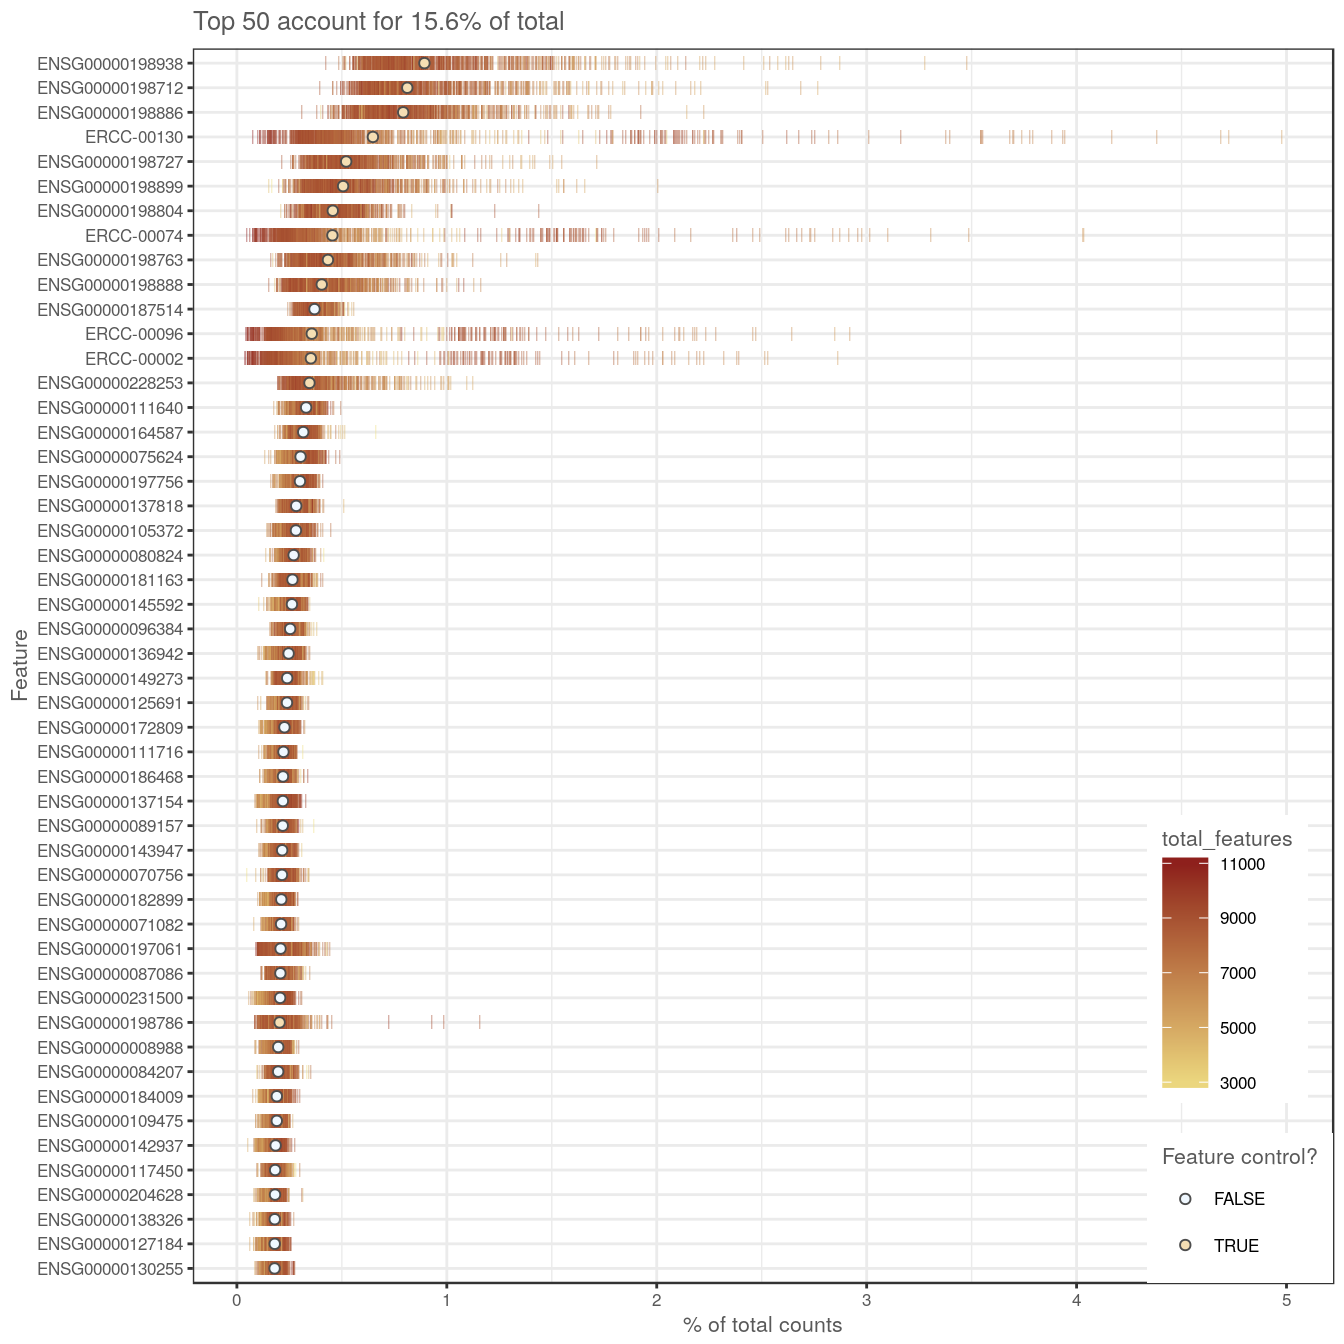 Top 50 account for 15.6% of total
ENSG00000198938
ENSG00000198712
ENSG00000198886
ERCC-00130
ENSG00000198727
ENSG00000198899
ENSG00000198804
ERCC-00074
ENSG00000198763
ENSG00000198888
ENSG00000187514
ERCC-00096
ERCC-00002
ENSG00000228253
ENSG00000111640
ENSG00000164587
ENSG00000075624
ENSG00000197756
ENSG00000137818
ENSG00000105372
ENSG00000080824
ENSG00000181163
ENSG00000145592
ENSG00000096384
ENSG00000136942
ENSG00000149273
ENSG00000125691
ENSG00000172809
ENSG00000111716
ENSG00000186468
ENSG00000137154
ENSG00000089157
ENSG00000143947
ENSG00000070756
ENSG00000182899
ENSG00000071082
ENSG00000197061
ENSG00000087086
ENSG00000231500
ENSG00000198786
ENSG00000008988
ENSG00000084207
ENSG00000184009
ENSG00000109475
ENSG00000142937
ENSG00000117450
ENSG00000204628
ENSG00000138326
ENSG00000127184
ENSG00000130255
Feature
0 1 2 3 4 5
% of total counts
total_features
11000
9000
7000
5000
3000
Feature control?
FALSE
TRUE